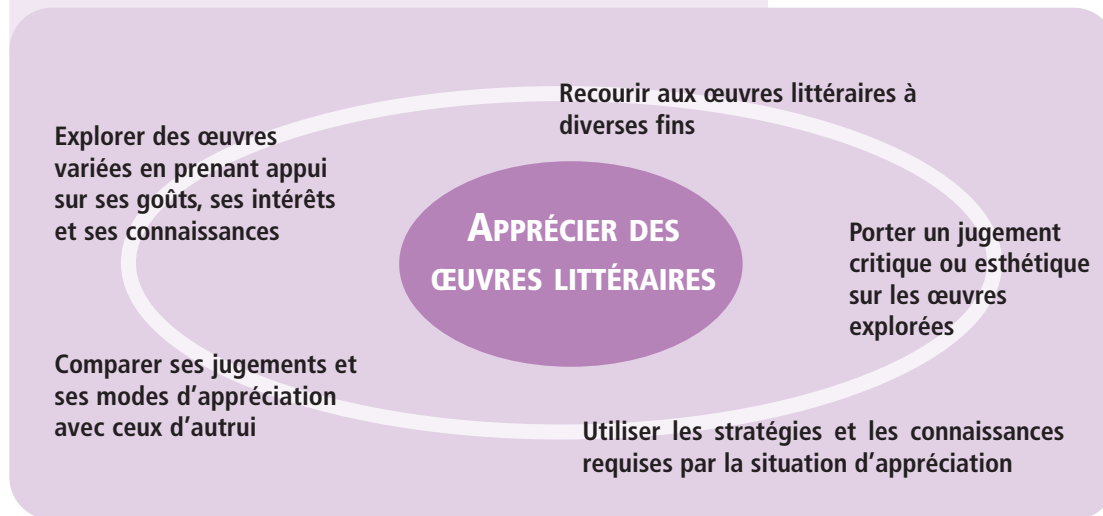 Recourir aux œuvres littéraires à
diverses fins
Explorer des œuvres
variées en prenant appui
sur ses goûts, ses intérêts
et ses connaissances
APPRÉCIER DES
ŒUVRES LITTÉRAIRES
Porter un jugement
critique ou esthétique
sur les œuvres
explorées
Comparer ses jugements et
ses modes d’appréciation
avec ceux d’autrui
Utiliser les stratégies et les connaissances
requises par la situation d’appréciation